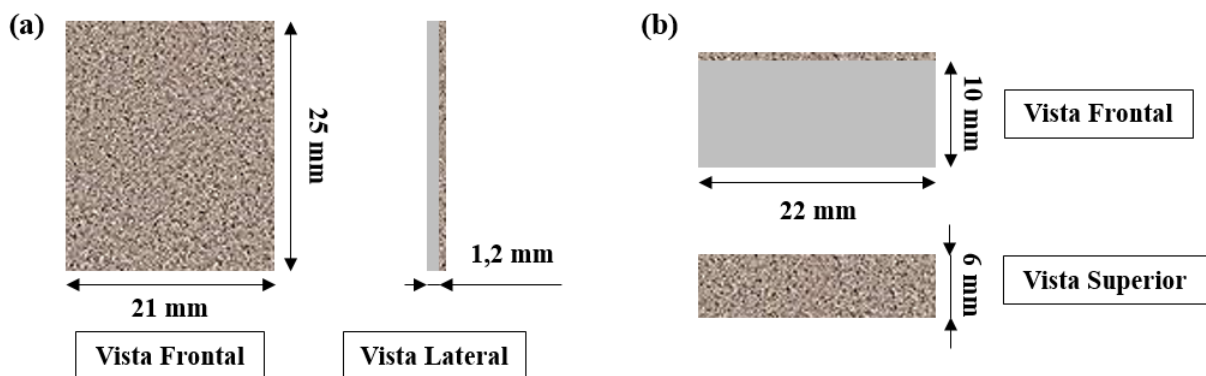 (a)
25 mm
1,2 mm
21 mm
Vista Frontal
Vista Lateral
(b)
10 mm
Vista Frontal
22 mm
6 mm
Vista Superior